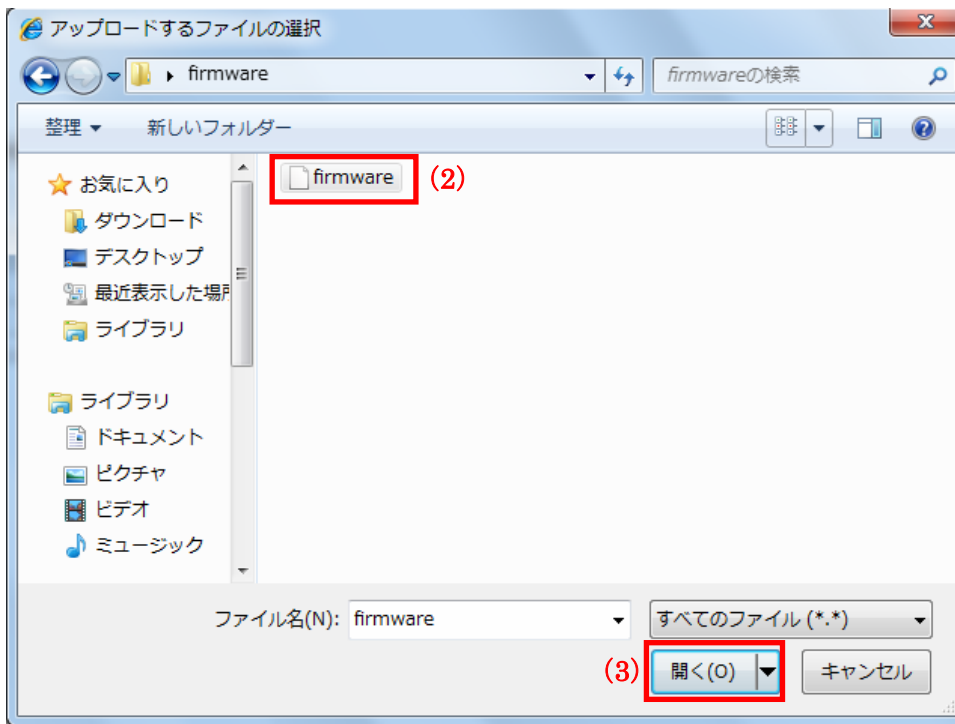 アップロードするファイルの選択
firmware
firmwareの検索
整理
新しいフォルダー
お気に入り
ダウンロード
デスクトップ
最近表示した場所
ライブラリ
ライブラリ
ドキュメント
ピクチャ
ビデオ
ミュージック
firmware (2)
ファイル名(N): firmware
すべてのファイル (*.*)
(3) 開く(O)
キャンセル